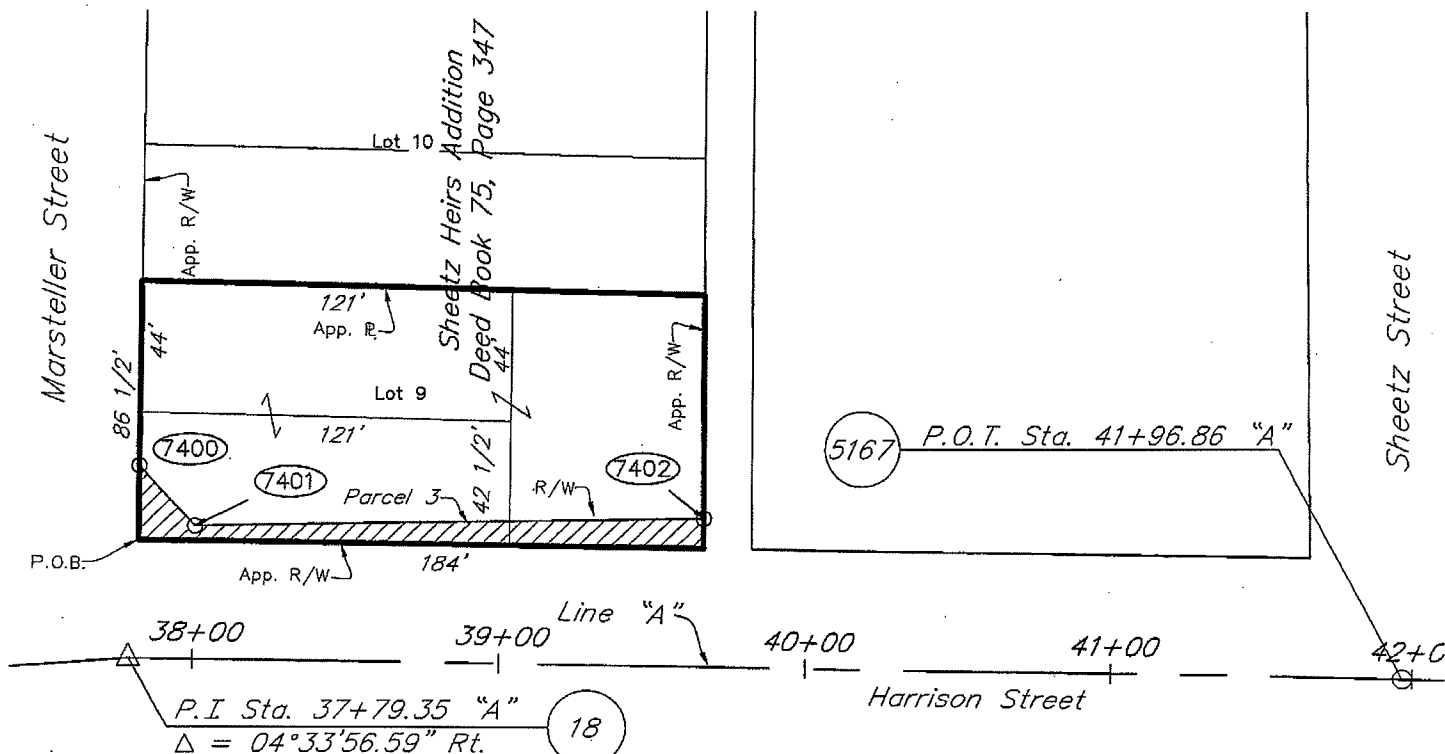 Marsteller Street
Lot 10
App. R/W
Sheetz Heirs Addition
Deed Book 75, Page 347
121'
App. PL
44'
86 1/2'
44'
App. R/W
Lot 9
121'
42 1/2'
7400
7401
7402
Parcel 3
R/W
P.O.B.
App. R/W
184'
5167
P.O.T. Sta. 41+96.86 "A"
Sheetz Street
Line "A"
38+00
39+00
40+00
41+00
42+0
Harrison Street
P.I Sta. 37+79.35 "A"
Δ = 04°33'56.59" Rt.
18